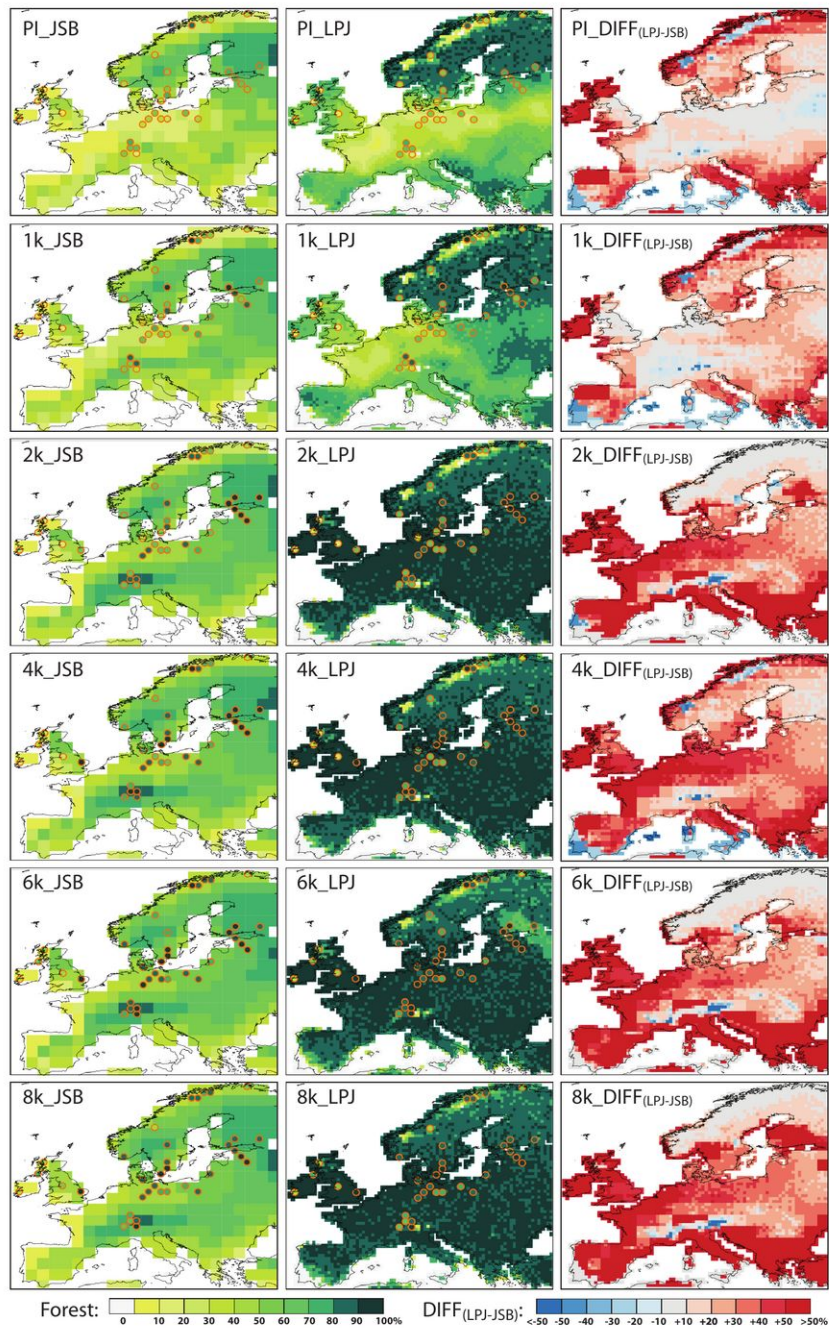 PI_JSB PI_LPJ PI_DIFF(LPJ-JSB)
1k_JSB 1k_LPJ 1k_DIFF(LPJ-JSB)
2k_JSB 2k_LPJ 2k_DIFF(LPJ-JSB)
4k_JSB 4k_LPJ 4k_DIFF(LPJ-JSB)
6k_JSB 6k_LPJ 6k_DIFF(LPJ-JSB)
8k_JSB 8k_LPJ 8k_DIFF(LPJ-JSB)
Forest: DIFF(LPJ-JSB):
0 10 20 30 40 50 60 70 80 90 100% <-50 -40 -30 -20 -10 +10 +20 +30 +40 +50 >50%